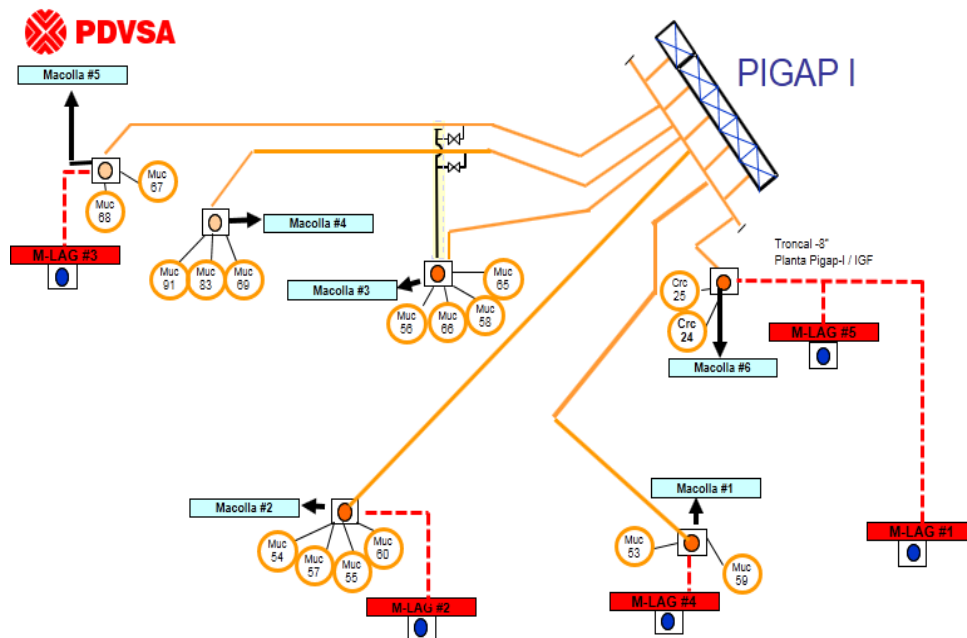 PDVSA
PIGAP I
Macolla #5
Muc
67
Muc
68
M-LAG #3
Macolla #4
Muc
91
Muc
83
Muc
69
Macolla #3
Muc
65
Muc
56
Muc
66
Muc
58
Troncal -8"
Planta Pigap-I / IGF
Crc
25
Crc
24
M-LAG #5
Macolla #6
Macolla #2
Muc
54
Muc
57
Muc
55
Muc
60
M-LAG #2
Macolla #1
Muc
53
Muc
59
M-LAG #4
M-LAG #1